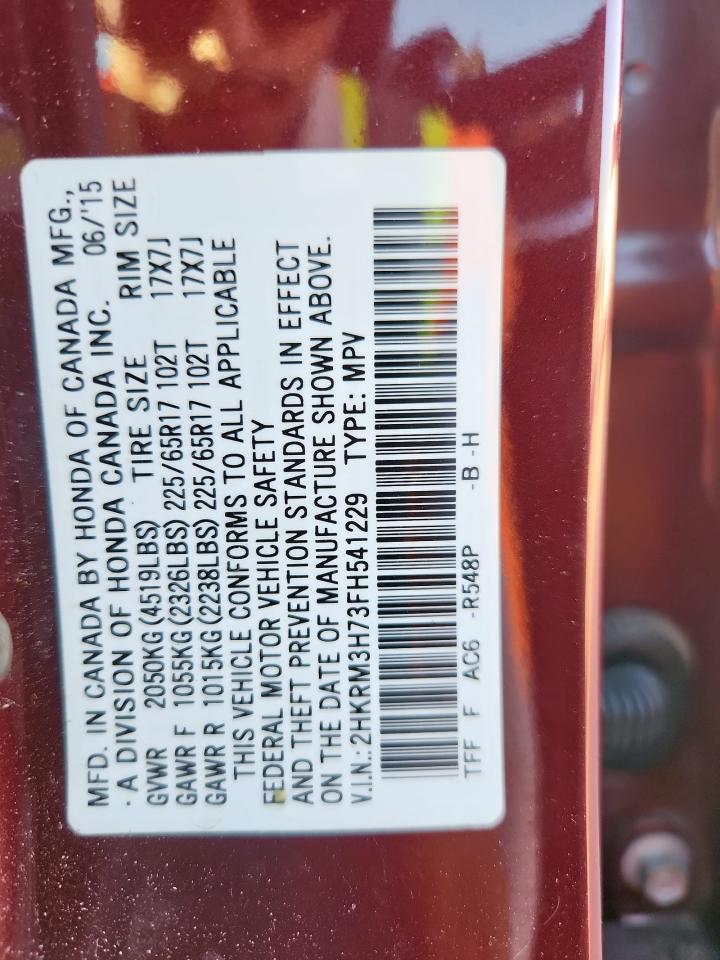 MFD. IN CANADA BY HONDA OF CANADA MFG.,
· A DIVISION OF HONDA CANADA INC. 06/'15
GVWR 2050KG(4519LBS) TIRE SIZE RIM SIZE
GAWR F 1055KG(2326LBS) 225/65R17 102T 17X7J
GAWR R 1015KG(2238LBS) 225/65R17 102T 17X7J
THIS VEHICLE CONFORMS TO ALL APPLICABLE
FEDERAL MOTOR VEHICLE SAFETY
AND THEFT PREVENTION STANDARDS IN EFFECT
ON THE DATE OF MANUFACTURE SHOWN ABOVE.
V.I.N.: 2HKRM3H73FH541229 TYPE: MPV
TFF F AC6 -R548P -B -H